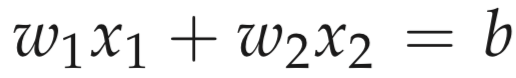 w₁x₁ + w₂x₂ = b